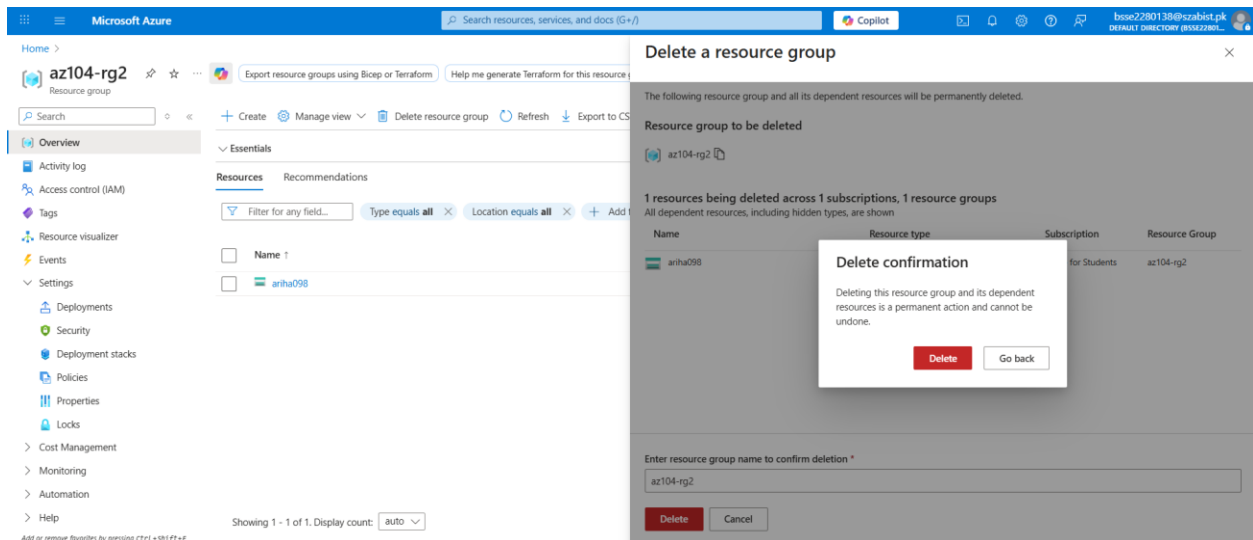 Microsoft Azure
Search resources, services, and docs (G+/)
Copilot
bsse2280138@szabist.pk
DEFAULT DIRECTORY (BSSE22801...
Home >
az104-rg2
Resource group
Search
Overview
Activity log
Access control (IAM)
Tags
Resource visualizer
Events
Settings
Deployments
Security
Deployment stacks
Policies
Properties
Locks
Cost Management
Monitoring
Automation
Help
Add or remove favorites by pressing Ctrl+Shift+F
Export resource groups using Bicep or Terraform
Help me generate Terraform for this resource
Create
Manage view
Delete resource group
Refresh
Export to CS
Essentials
Resources Recommendations
Filter for any field...
Type equals all
Location equals all
Add
Name ↑
ariha098
Showing 1 - 1 of 1. Display count: auto
Delete a resource group
The following resource group and all its dependent resources will be permanently deleted.
Resource group to be deleted
az104-rg2
1 resources being deleted across 1 subscriptions, 1 resource groups
All dependent resources, including hidden types, are shown
Name Resource type Subscription Resource Group
ariha098 for Students az104-rg2
Delete confirmation
Deleting this resource group and its dependent
resources is a permanent action and cannot be
undone.
Delete Go back
Enter resource group name to confirm deletion *
az104-rg2
Delete Cancel